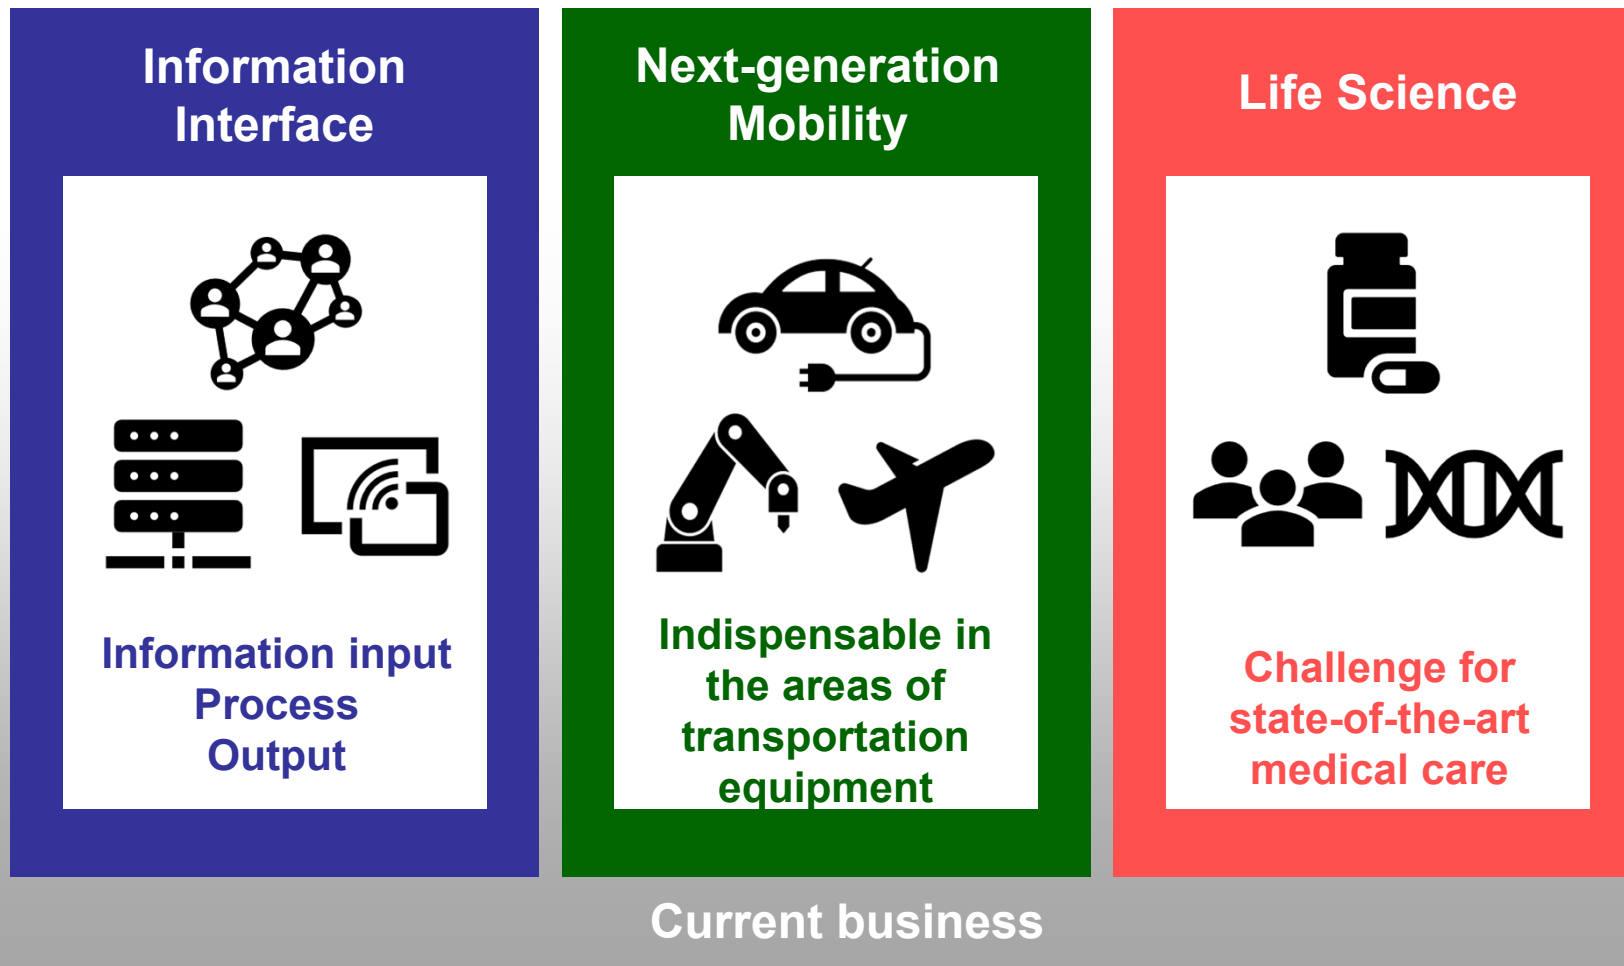 Information
Interface
Information input
Process
Output
Next-generation
Mobility
Indispensable in
the areas of
transportation
equipment
Life Science
Challenge for
state-of-the-art
medical care
Current business